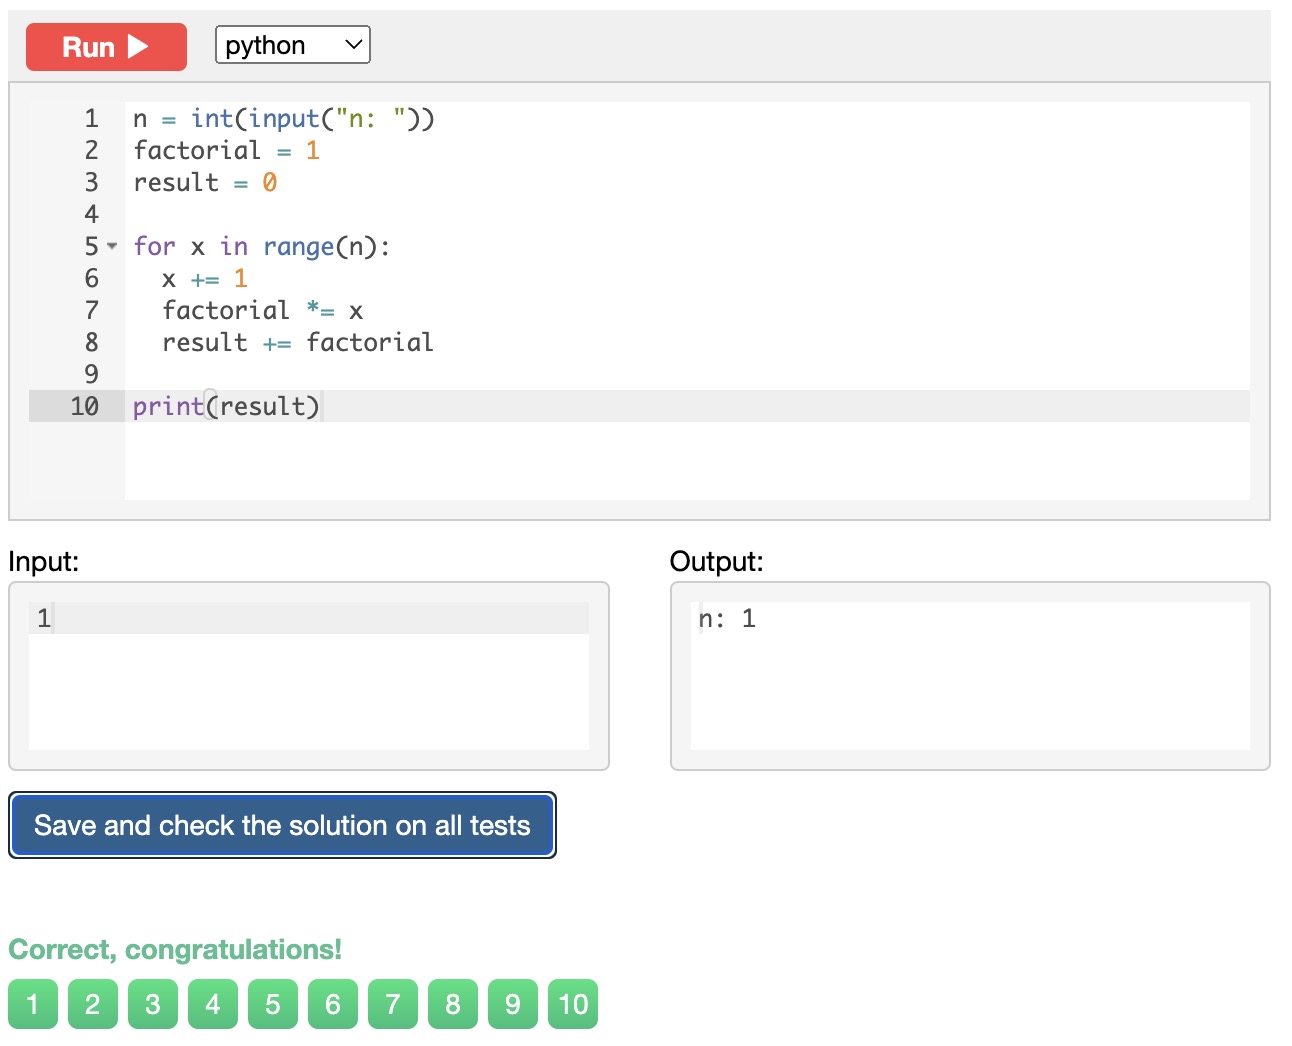 Run
python
1 n = int(input("n: "))
2 factorial = 1
3 result = 0
4
5 for x in range(n):
6   x += 1
7   factorial *= x
8   result += factorial
9
10 print(result)
Input:
Output:
1
n: 1
Save and check the solution on all tests
Correct, congratulations!
1 2 3 4 5 6 7 8 9 10